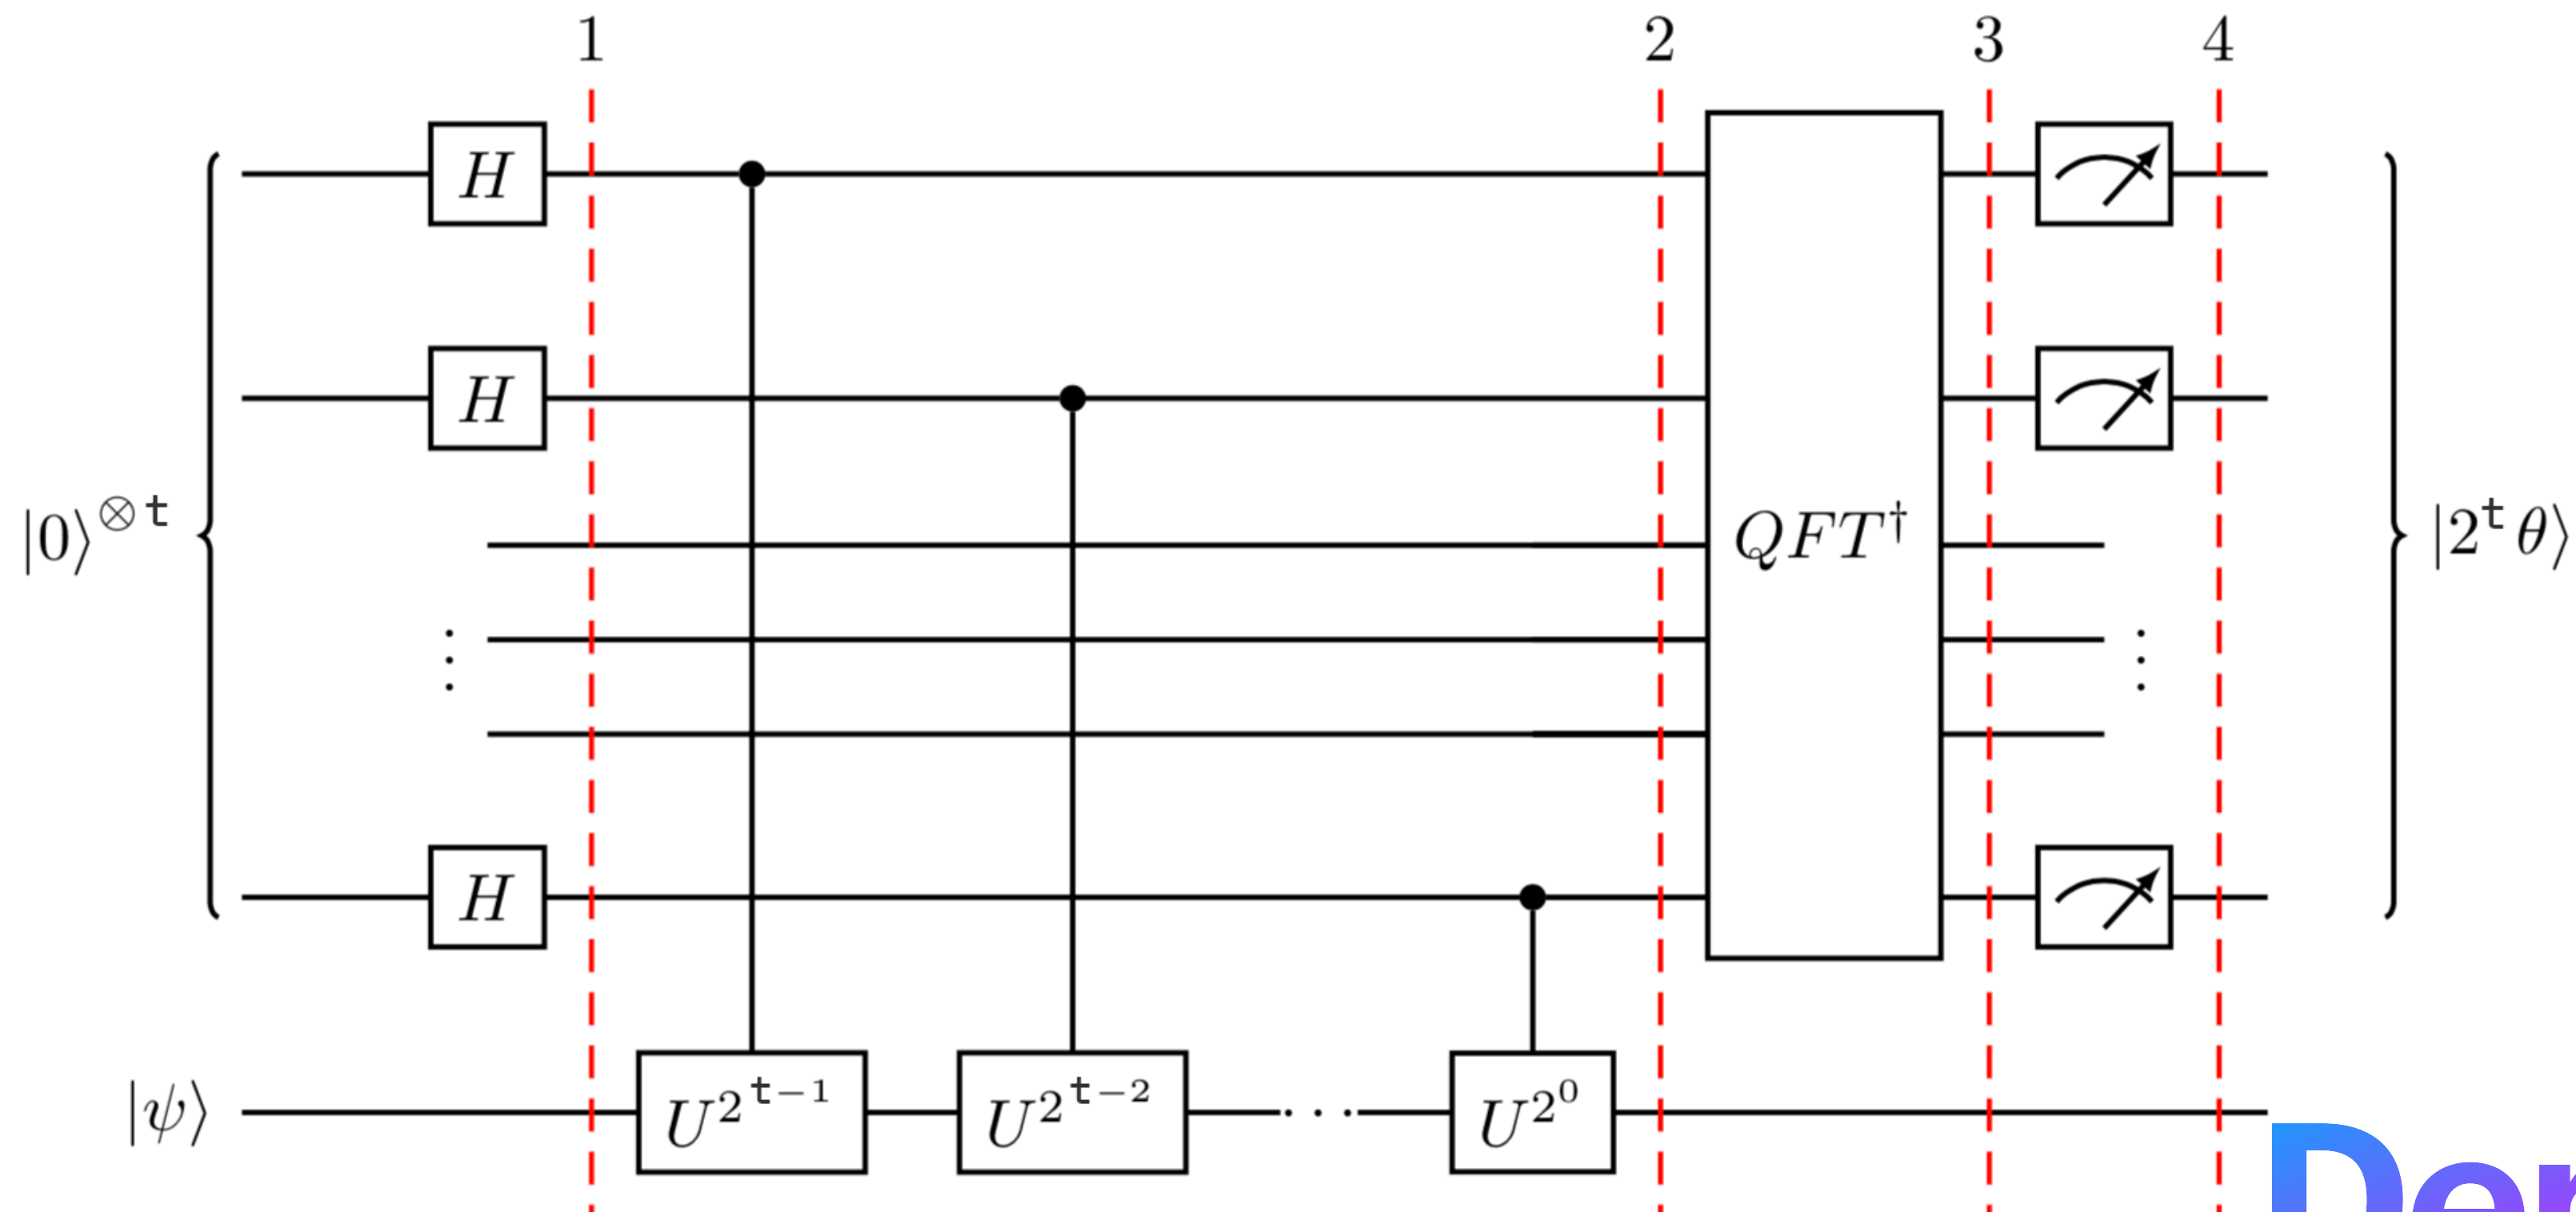 1 2 3 4
H
H
|0⟩^{⊗t} QFT^† |2^t θ⟩
⋮ ⋮
H
|ψ⟩ U^{2^{t−1}} U^{2^{t−2}} ⋯ U^{2^0}